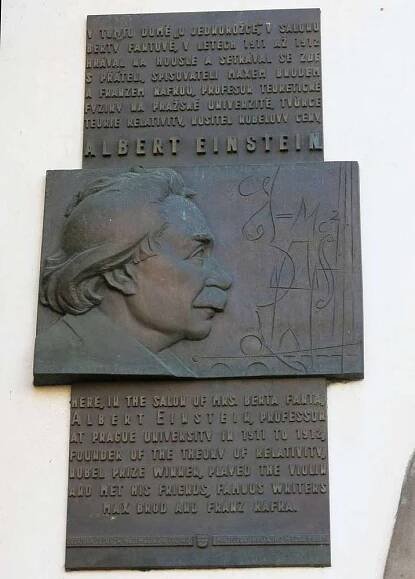 V TOMTO DOMĚ „U JEDNOROŽCE“, V SALONU
BERTY FANTOVÉ, V LETECH 1911 AŽ 1912
HRÁVAL NA HOUSLE A SETKÁVAL SE ZDE
S PŘÁTELI, SPISOVATELI MAXEM BRODEM
A FRANZEM KAFKOU, PROFESOR TEORETICKÉ
FYZIKY NA PRAŽSKÉ UNIVERZITĚ, TVŮRCE
TEORIE RELATIVITY, NOSITEL NOBELOVY CENY,
ALBERT EINSTEIN
=Mc²
HERE, IN THE SALON OF MRS. BERTA FANTA,
ALBERT EINSTEIN, PROFESSOR
AT PRAGUE UNIVERSITY IN 1911 TO 1912,
FOUNDER OF THE THEORY OF RELATIVITY,
NOBEL PRIZE WINNER, PLAYED THE VIOLIN
AND MET HIS FRIENDS, FAMOUS WRITERS
MAX BROD AND FRANZ KAFKA.